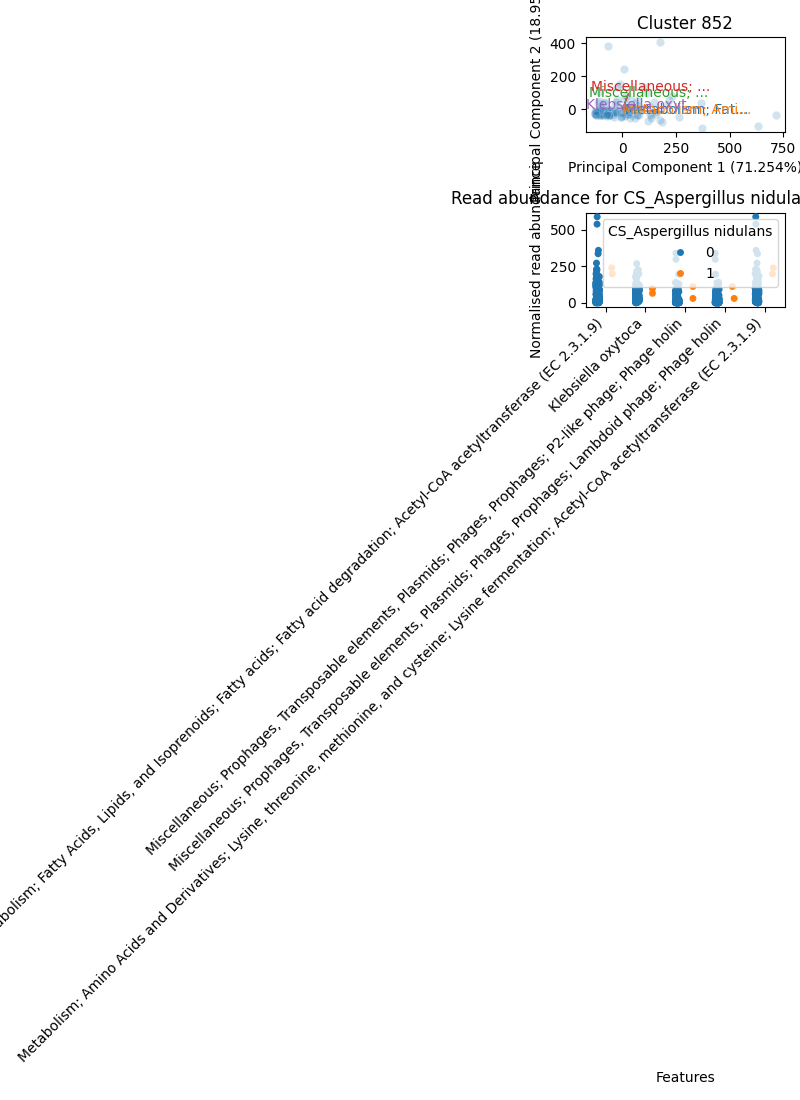 Cluster 852
Principal Component 2 (18.95
400
200
0
Miscellaneous; ...
Miscellaneous; ...
Klebsiella oxyt...
Metabolism; Fatt...
0
250
500
750
Principal Component 1 (71.254%)
Read abundance for CS_Aspergillus nidula
Normalised read abundance
500
250
0
CS_Aspergillus nidulans
0
1
abolism; Fatty Acids, Lipids, and Isoprenoids; Fatty acids; Fatty acid degradation; Acetyl-CoA acetyltransferase (EC 2.3.1.9)
Klebsiella oxytoca
Miscellaneous; Prophages, Transposable elements, Plasmids; Phages, Prophages; P2-like phage; Phage holin
Miscellaneous; Prophages, Transposable elements, Plasmids; Phages, Prophages; Lambdoid phage; Phage holin
Metabolism; Amino Acids and Derivatives; Lysine, threonine, methionine, and cysteine; Lysine fermentation; Acetyl-CoA acetyltransferase (EC 2.3.1.9)
Features